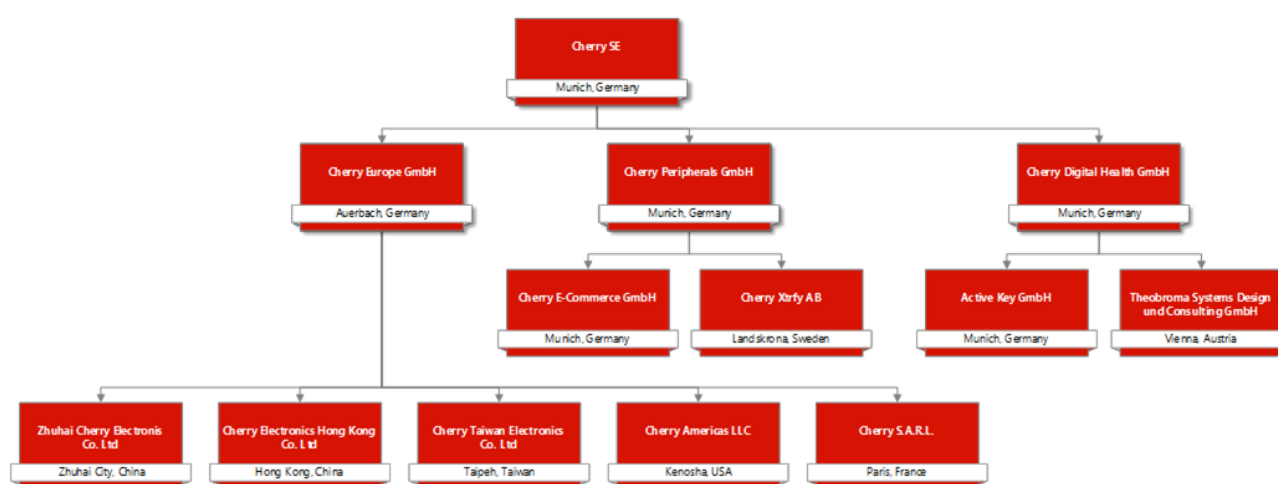 Cherry SE
Munich, Germany
Cherry Europe GmbH
Auerbach, Germany
Cherry Peripherals GmbH
Munich, Germany
Cherry Digital Health GmbH
Munich, Germany
Cherry E-Commerce GmbH
Munich, Germany
Cherry Xtrfy AB
Landskrona, Sweden
Active Key GmbH
Munich, Germany
Theobroma Systems Design
und Consulting GmbH
Vienna, Austria
Zhuhai Cherry Electronis
Co. Ltd
Zhuhai City, China
Cherry Electronics Hong Kong
Co. Ltd
Hong Kong, China
Cherry Taiwan Electronics
Co. Ltd
Taipeh, Taiwan
Cherry Americas LLC
Kenosha, USA
Cherry S.A.R.L.
Paris, France